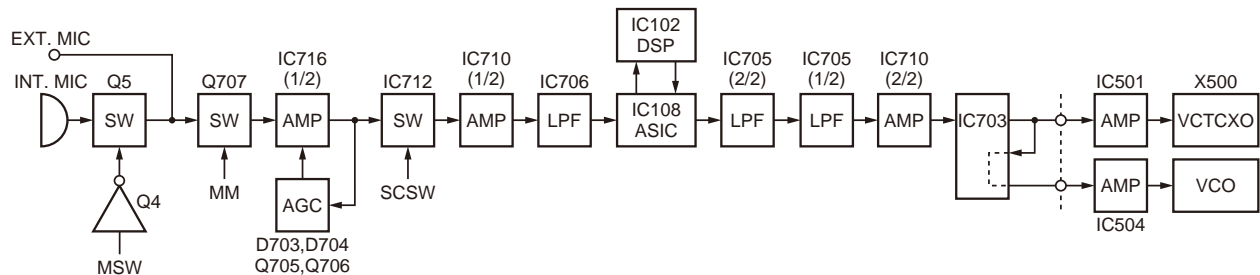 EXT. MIC
INT. MIC
Q5
SW
Q4
MSW
Q707
SW
MM
IC716
(1/2)
AMP
AGC
D703,D704
Q705,Q706
IC712
SW
SCSW
IC710
(1/2)
AMP
IC706
LPF
IC102
DSP
IC108
ASIC
IC705
(2/2)
LPF
IC705
(1/2)
LPF
IC710
(2/2)
AMP
IC703
IC501
AMP
X500
VCTCXO
AMP
IC504
VCO